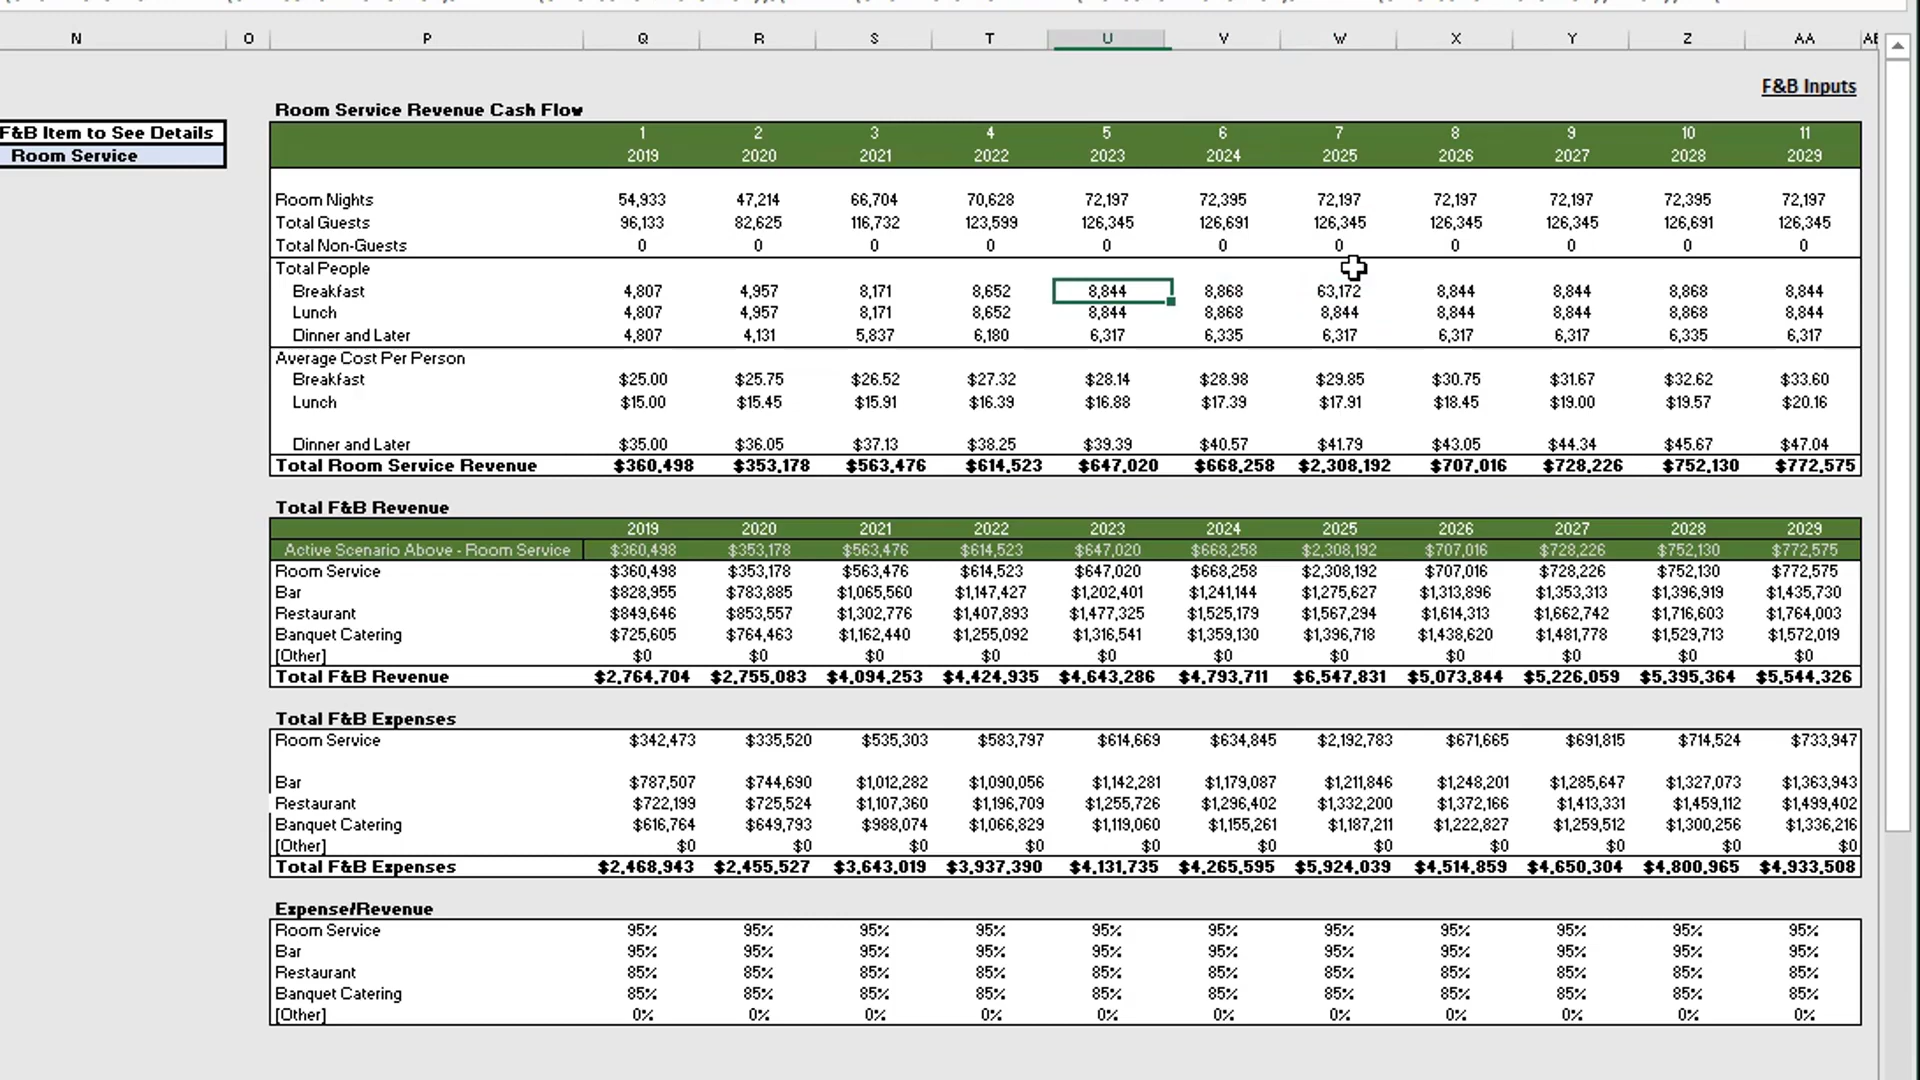 N O P Q R S T U V W X Y Z AA AB
F&B Inputs
Room Service Revenue Cash Flow
F&B Item to See Details 1 2 3 4 5 6 7 8 9 10 11
Room Service 2019 2020 2021 2022 2023 2024 2025 2026 2027 2028 2029
Room Nights 54,933 47,214 66,704 70,628 72,197 72,395 72,197 72,197 72,197 72,395 72,197
Total Guests 96,133 82,625 116,732 123,599 126,345 126,691 126,345 126,345 126,345 126,691 126,345
Total Non-Guests 0 0 0 0 0 0 0 0 0 0 0
Total People
Breakfast 4,807 4,957 8,171 8,652 8,844 8,868 63,172 8,844 8,844 8,868 8,844
Lunch 4,807 4,957 8,171 8,652 8,844 8,868 8,844 8,844 8,844 8,868 8,844
Dinner and Later 4,807 4,131 5,837 6,180 6,317 6,335 6,317 6,317 6,317 6,335 6,317
Average Cost Per Person
Breakfast $25.00 $25.75 $26.52 $27.32 $28.14 $28.98 $29.85 $30.75 $31.67 $32.62 $33.60
Lunch $15.00 $15.45 $15.91 $16.39 $16.88 $17.39 $17.91 $18.45 $19.00 $19.57 $20.16
Dinner and Later $35.00 $36.05 $37.13 $38.25 $39.39 $40.57 $41.79 $43.05 $44.34 $45.67 $47.04
Total Room Service Revenue $360,498 $353,178 $563,476 $614,523 $647,020 $668,258 $2,308,192 $707,016 $728,226 $752,130 $772,575
Total F&B Revenue
2019 2020 2021 2022 2023 2024 2025 2026 2027 2028 2029
Active Scenario Above - Room Service $360,498 $353,178 $563,476 $614,523 $647,020 $668,258 $2,308,192 $707,016 $728,226 $752,130 $772,575
Room Service $360,498 $353,178 $563,476 $614,523 $647,020 $668,258 $2,308,192 $707,016 $728,226 $752,130 $772,575
Bar $828,955 $783,885 $1,065,560 $1,147,427 $1,202,401 $1,241,144 $1,275,627 $1,313,896 $1,353,313 $1,396,919 $1,435,730
Restaurant $849,646 $853,557 $1,302,776 $1,407,893 $1,477,325 $1,525,179 $1,567,294 $1,614,313 $1,662,742 $1,716,603 $1,764,003
Banquet Catering $725,605 $764,463 $1,162,440 $1,255,092 $1,316,541 $1,359,130 $1,396,718 $1,438,620 $1,481,778 $1,529,713 $1,572,019
[Other] $0 $0 $0 $0 $0 $0 $0 $0 $0 $0 $0
Total F&B Revenue $2,764,704 $2,755,083 $4,094,253 $4,424,935 $4,643,286 $4,793,711 $6,547,831 $5,073,844 $5,226,059 $5,395,364 $5,544,326
Total F&B Expenses
Room Service $342,473 $335,520 $535,303 $583,797 $614,669 $634,845 $2,192,783 $671,665 $691,815 $714,524 $733,947
Bar $787,507 $744,690 $1,012,282 $1,090,056 $1,142,281 $1,179,087 $1,211,846 $1,248,201 $1,285,647 $1,327,073 $1,363,943
Restaurant $722,199 $725,524 $1,107,360 $1,196,709 $1,255,726 $1,296,402 $1,332,200 $1,372,166 $1,413,331 $1,459,112 $1,499,402
Banquet Catering $616,764 $649,793 $988,074 $1,066,829 $1,119,060 $1,155,261 $1,187,211 $1,222,827 $1,259,512 $1,300,256 $1,336,216
[Other] $0 $0 $0 $0 $0 $0 $0 $0 $0 $0 $0
Total F&B Expenses $2,468,943 $2,455,527 $3,643,019 $3,937,390 $4,131,735 $4,265,595 $5,924,039 $4,514,859 $4,650,304 $4,800,965 $4,933,508
Expense/Revenue
Room Service 95% 95% 95% 95% 95% 95% 95% 95% 95% 95% 95%
Bar 95% 95% 95% 95% 95% 95% 95% 95% 95% 95% 95%
Restaurant 85% 85% 85% 85% 85% 85% 85% 85% 85% 85% 85%
Banquet Catering 85% 85% 85% 85% 85% 85% 85% 85% 85% 85% 85%
[Other] 0% 0% 0% 0% 0% 0% 0% 0% 0% 0% 0%